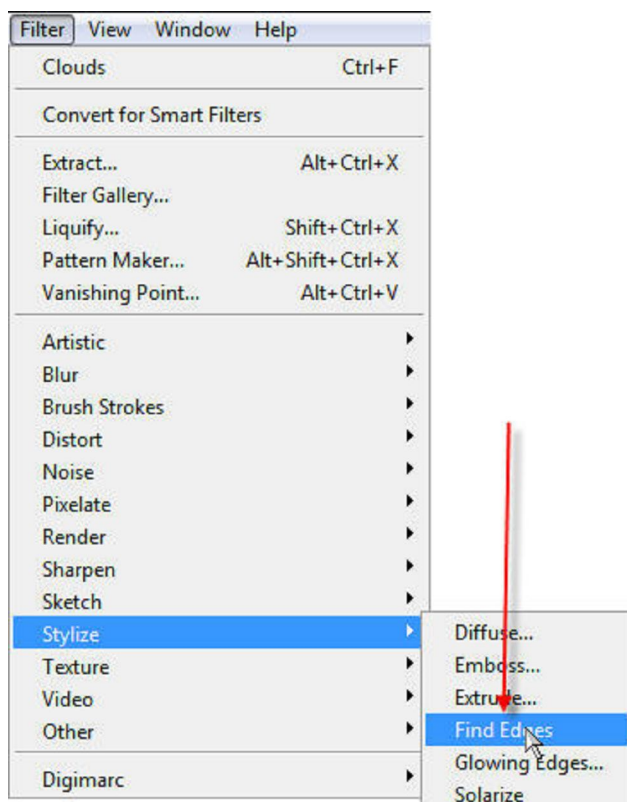 Filter View Window Help
Clouds Ctrl+F
Convert for Smart Filters
Extract... Alt+Ctrl+X
Filter Gallery...
Liquify... Shift+Ctrl+X
Pattern Maker... Alt+Shift+Ctrl+X
Vanishing Point... Alt+Ctrl+V
Artistic
Blur
Brush Strokes
Distort
Noise
Pixelate
Render
Sharpen
Sketch
Stylize
Texture
Video
Other
Digimarc
Diffuse...
Emboss...
Extrude...
Find Edges
Glowing Edges...
Solarize